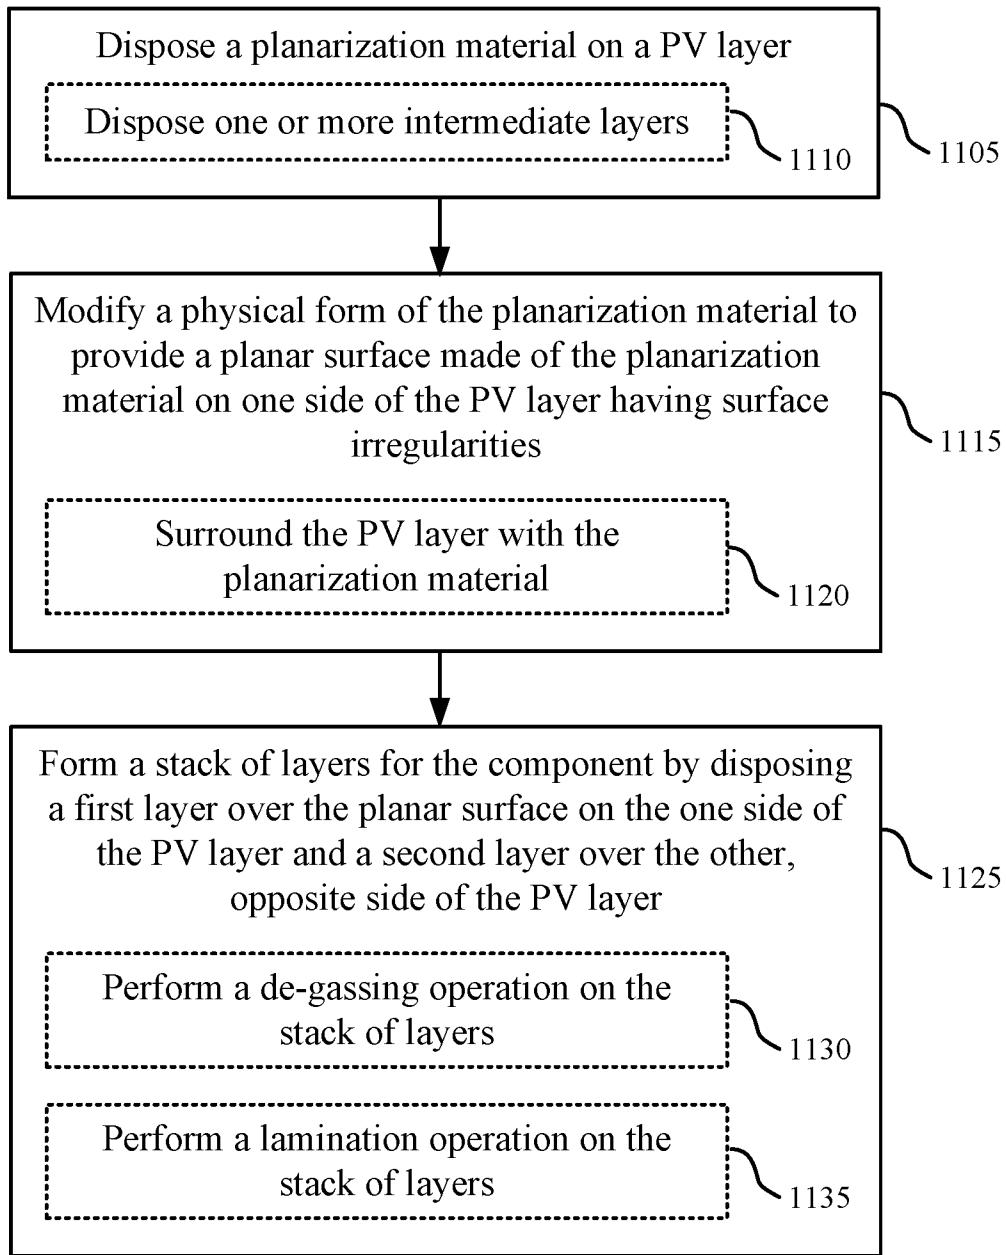 Dispose a planarization material on a PV layer
Dispose one or more intermediate layers
1110
1105
Modify a physical form of the planarization material to
provide a planar surface made of the planarization
material on one side of the PV layer having surface
irregularities
1115
Surround the PV layer with the
planarization material
1120
Form a stack of layers for the component by disposing
a first layer over the planar surface on the one side of
the PV layer and a second layer over the other,
opposite side of the PV layer
1125
Perform a de-gassing operation on the
stack of layers
1130
Perform a lamination operation on the
stack of layers
1135